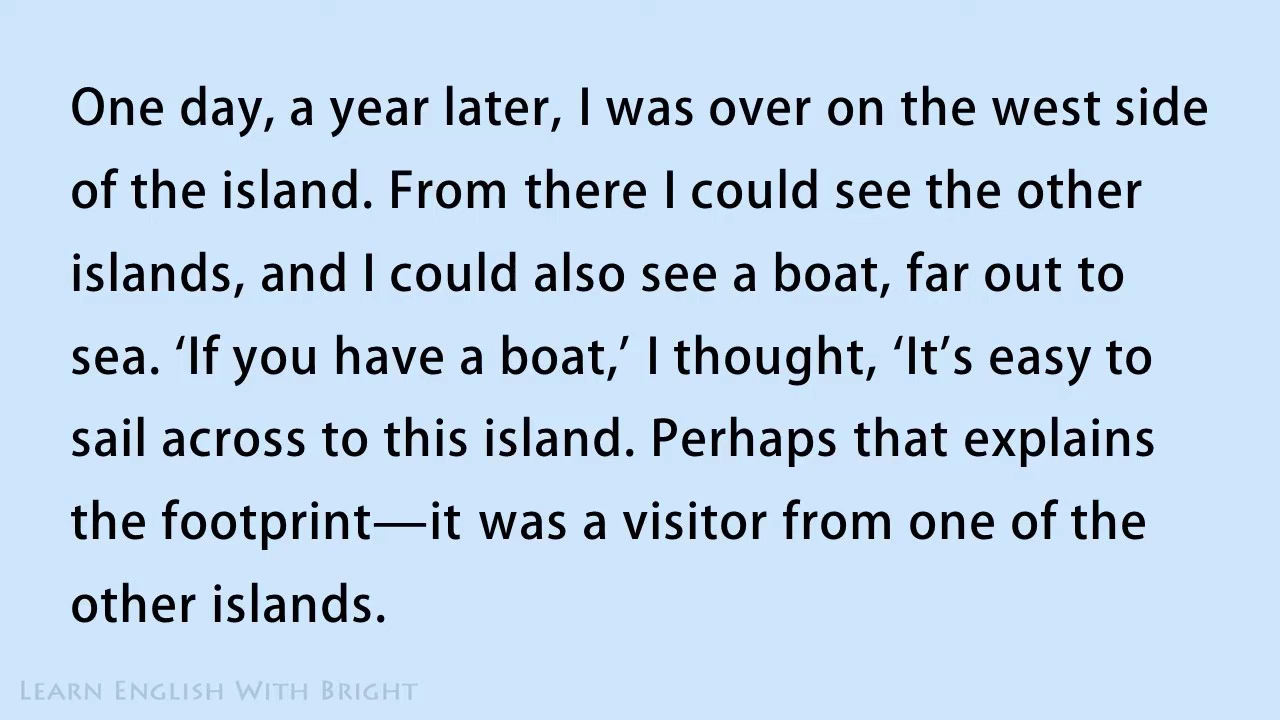 One day, a year later, I was over on the west side
of the island. From there I could see the other
islands, and I could also see a boat, far out to
sea. ‘If you have a boat,’ I thought, ‘It’s easy to
sail across to this island. Perhaps that explains
the footprint—it was a visitor from one of the
other islands.
LEARN ENGLISH WITH BRIGHT